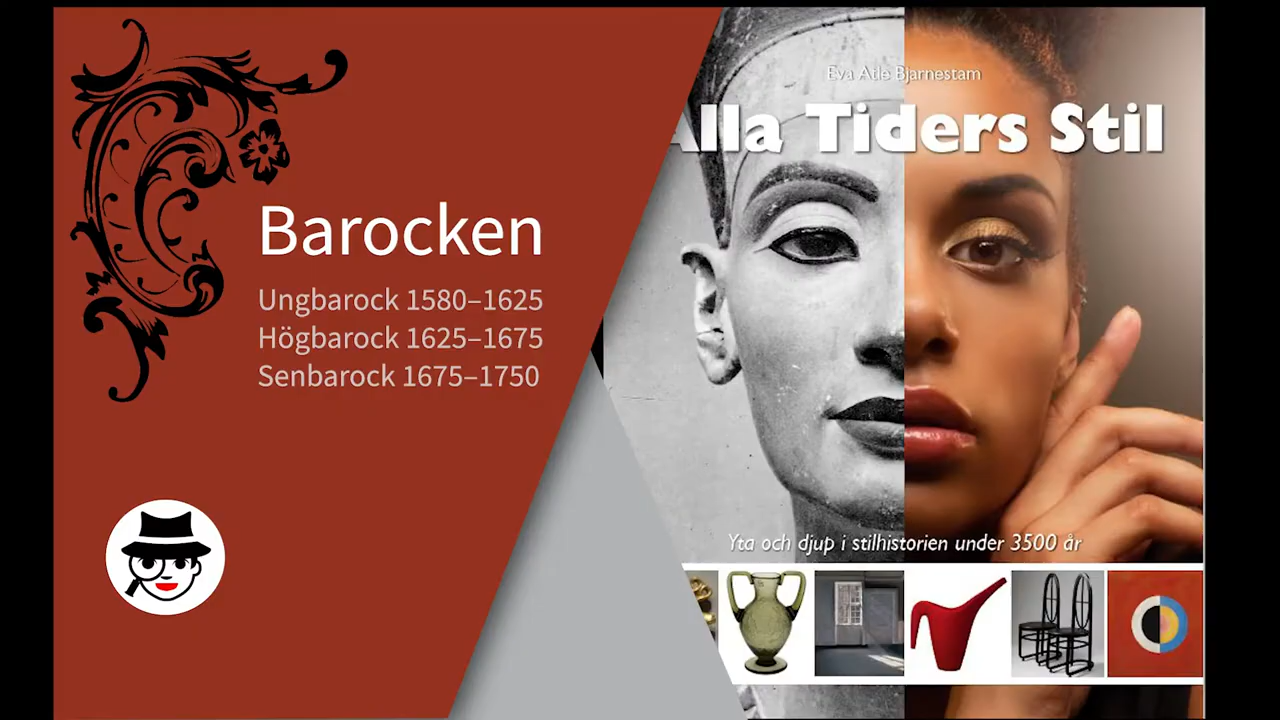 Barocken
Ungbarock 1580–1625
Högbarock 1625–1675
Senbarock 1675–1750
Eva Atle Bjarnestam
Alla Tiders Stil
Yta och djup i stilhistorien under 3500 år